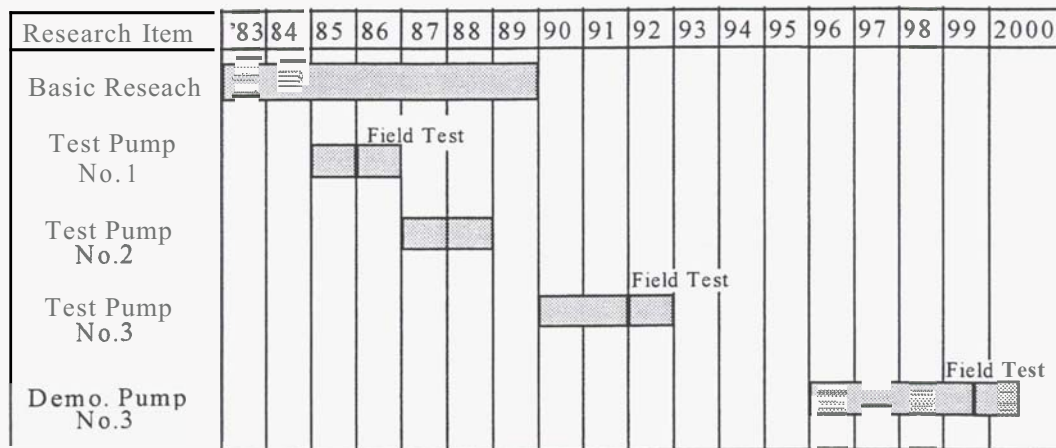 Research Item '83 84 85 86 87 88 89 90 91 92 93 94 95 96 97 98 99 2000
Basic Reseach
Field Test
Test Pump
No.1
Test Pump
No.2
Field Test
Test Pump
No.3
Field Test
Demo. Pump
No.3